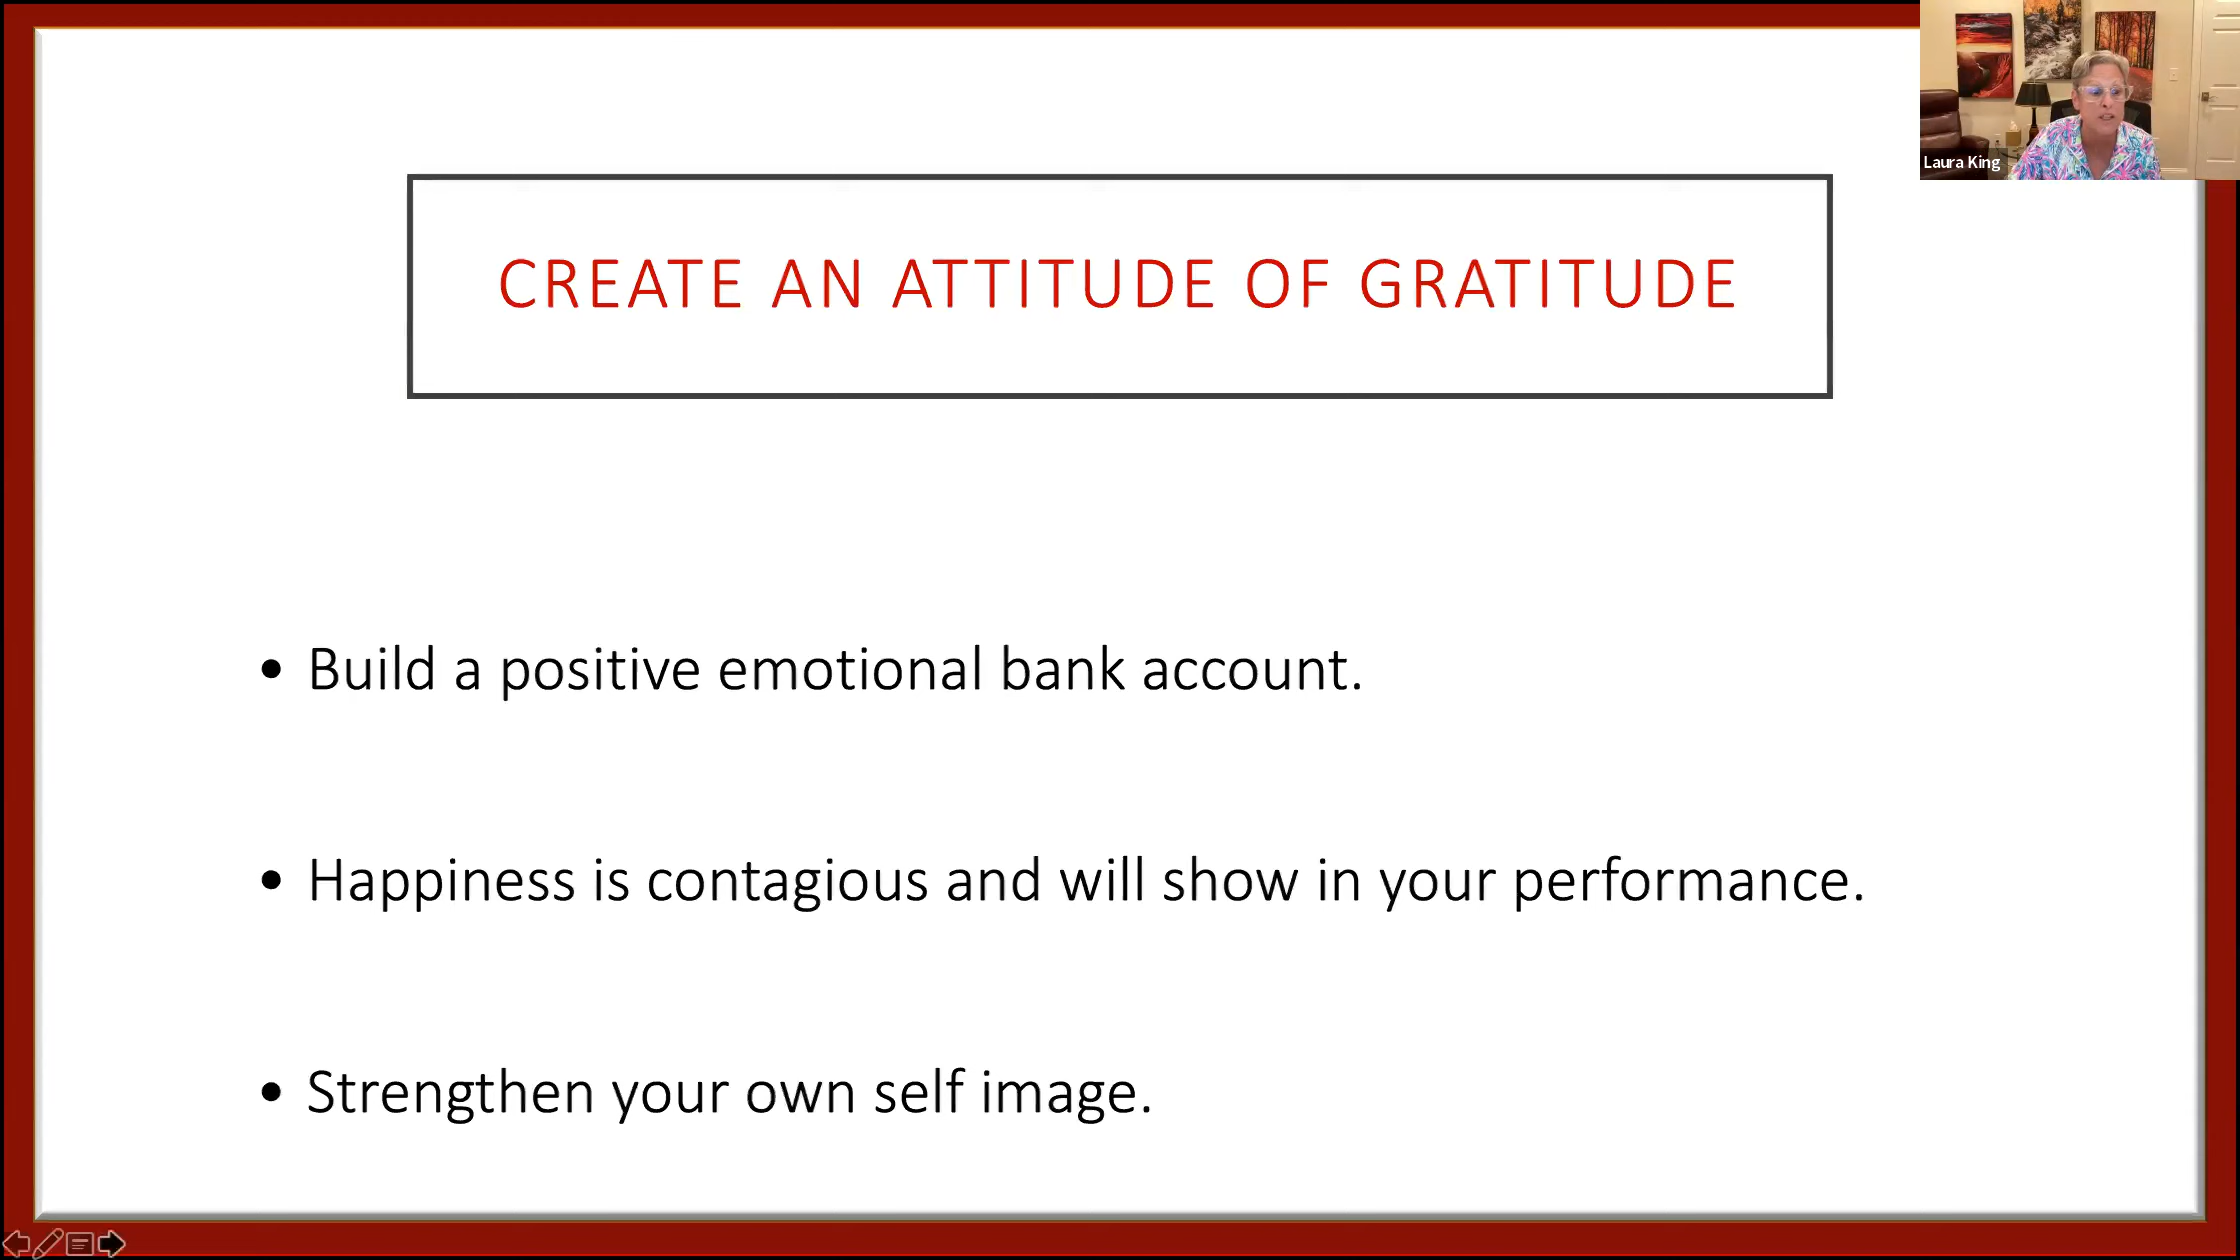 Laura King
CREATE AN ATTITUDE OF GRATITUDE
• Build a positive emotional bank account.
• Happiness is contagious and will show in your performance.
• Strengthen your own self image.